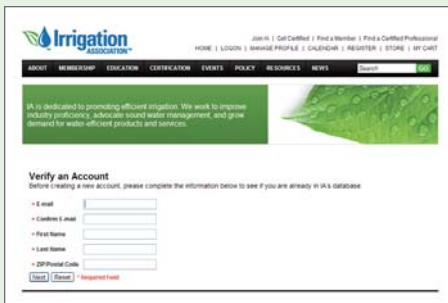 Irrigation
ASSOCIATION
Join IA | Get Certified | Find a Member | Find a Certified Professional
HOME | LOGON | MANAGE PROFILE | CALENDAR | REGISTER | STORE | MY CART
ABOUT MEMBERSHIP EDUCATION CERTIFICATION EVENTS POLICY RESOURCES NEWS Search GO
IA is dedicated to promoting efficient irrigation. We work to improve
industry proficiency, advocate sound water management, and grow
demand for water-efficient products and services.
Verify an Account
Before creating a new account, please complete the information below to see if you are already in IA's database.
* E-mail
* Confirm E-mail
* First Name
* Last Name
* ZIP/Postal Code
Next Reset * Required Field